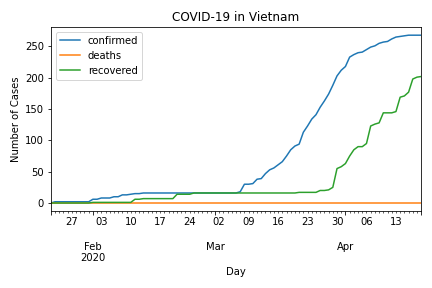 COVID-19 in Vietnam
confirmed
deaths
recovered
Number of Cases
250
200
150
100
50
0
27 03 10 17 24 02 09 16 23 30 06 13
Feb Mar Apr
2020
Day